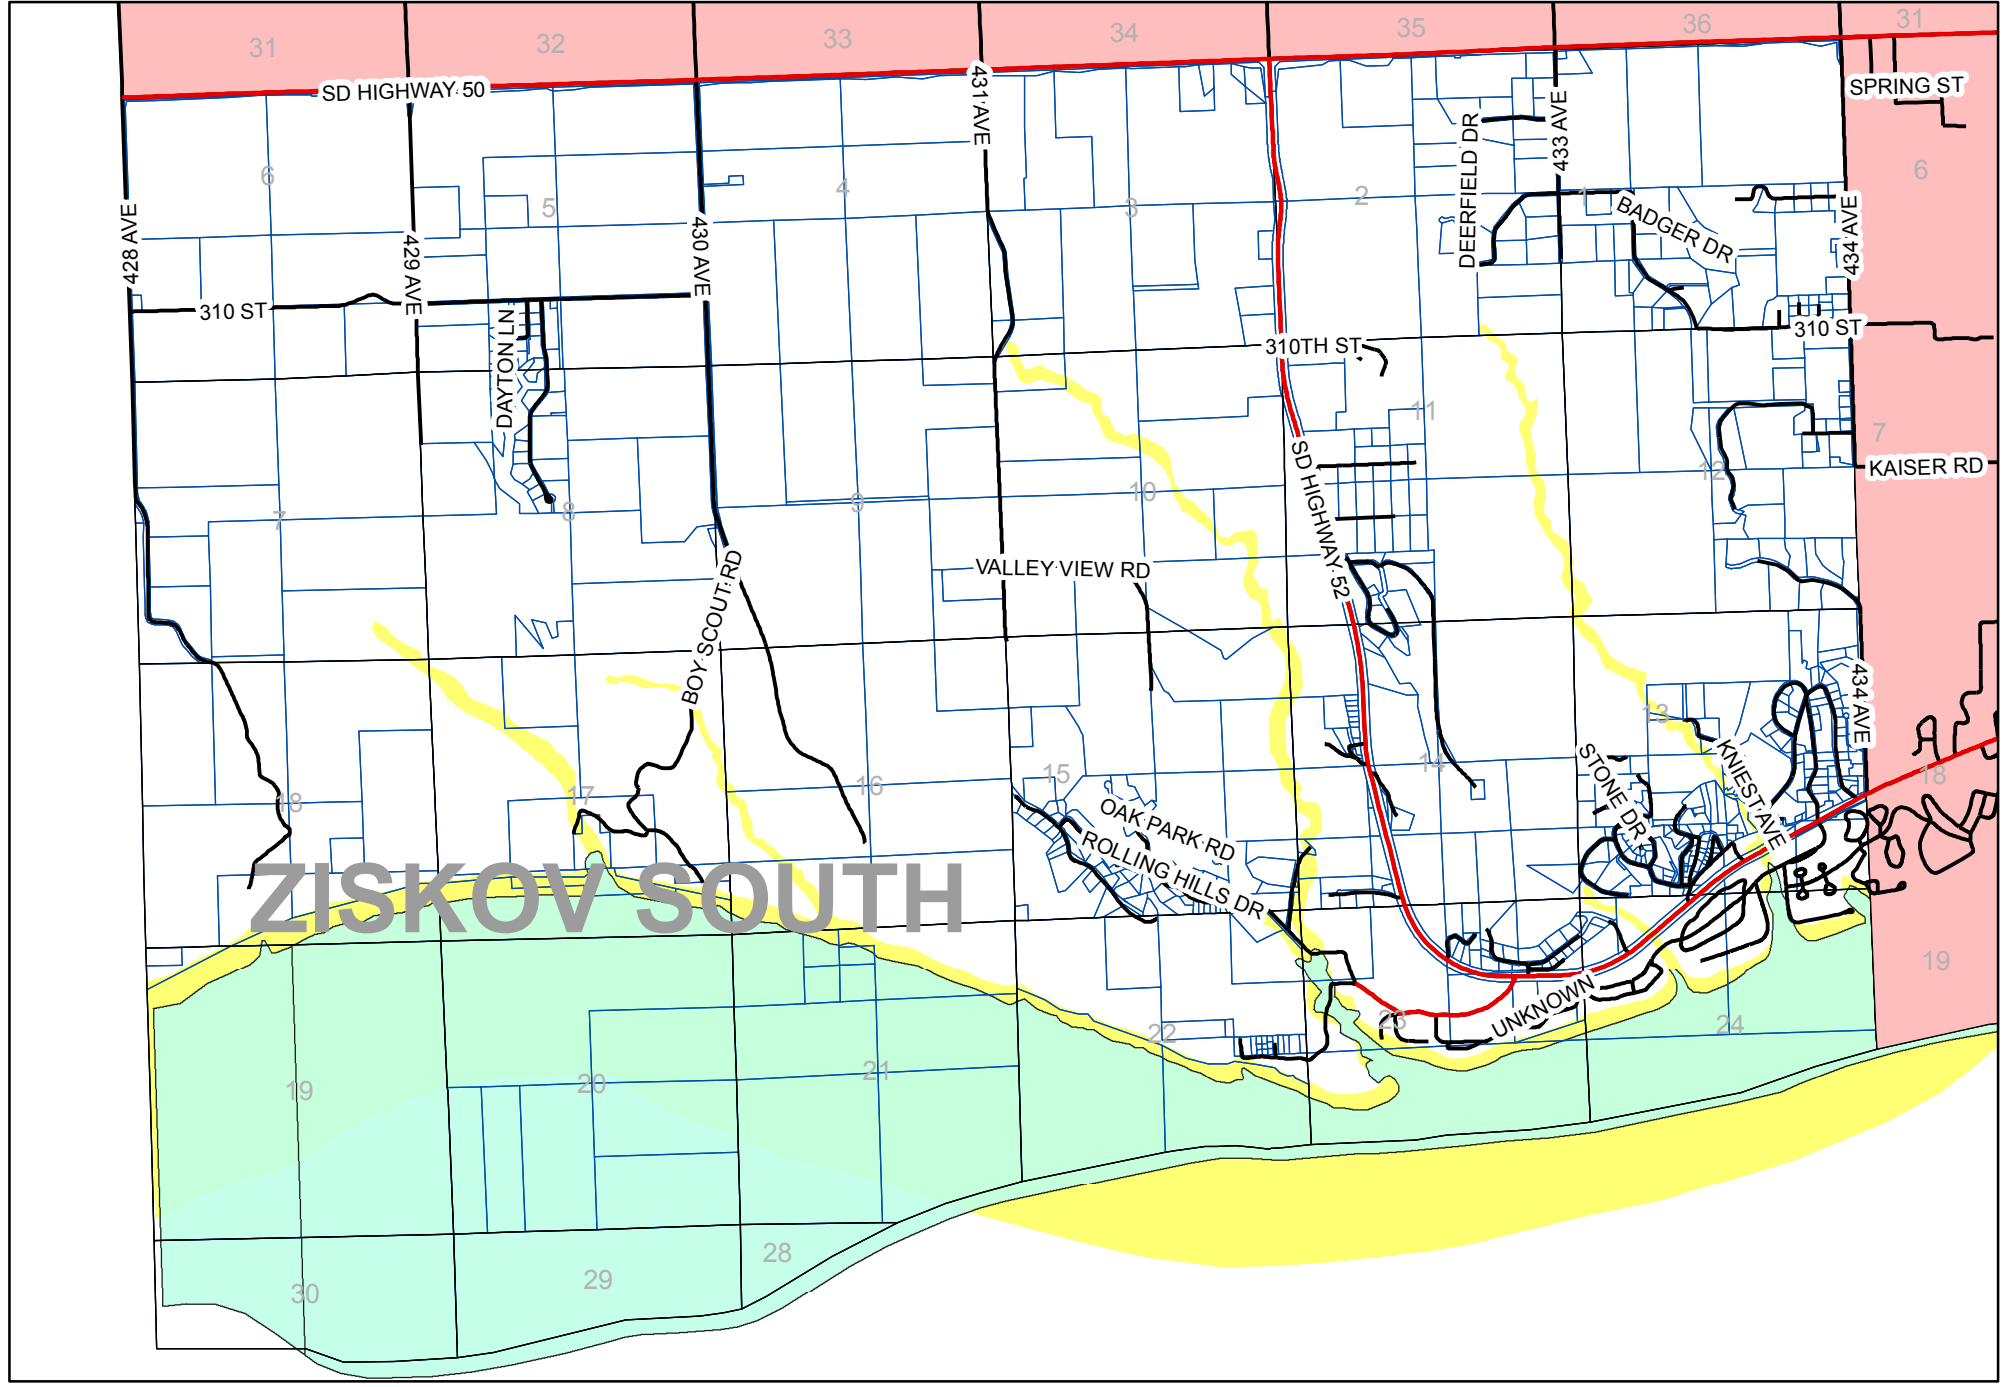 31
32
33
34
35
36
31
SD HIGHWAY 50
431 AVE
SPRING ST
433 AVE
DEERFIELD DR
6
5
4
3
2
1
6
BADGER DR
428 AVE
429 AVE
430 AVE
434 AVE
310 ST
310 ST
310TH ST
DAYTON LN
11
7
12
KAISER RD
7
8
9
10
SD HIGHWAY 52
VALLEY VIEW RD
BOY SCOUT RD
434 AVE
13
STONE DR
KNIEST AVE
18
17
16
15
14
18
OAK PARK RD
ROLLING HILLS DR
ZISKOV SOUTH
19
UNKNOWN
22
23
24
19
20
21
28
29
30